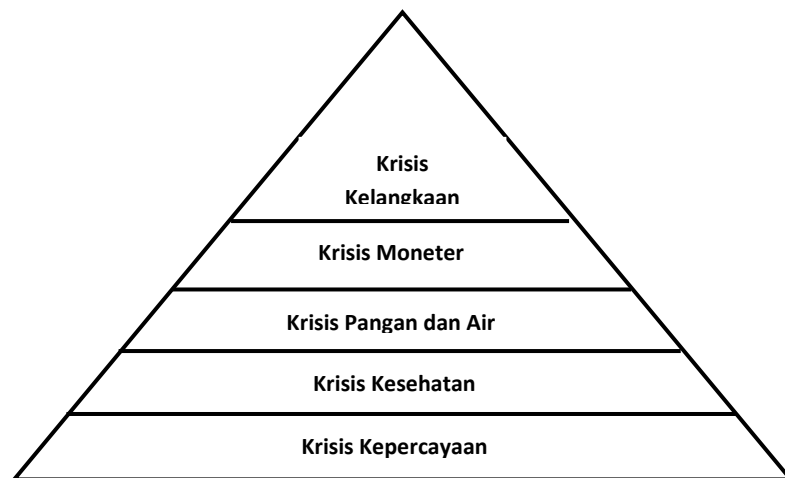 Krisis
Kelangkaan
Krisis Moneter
Krisis Pangan dan Air
Krisis Kesehatan
Krisis Kepercayaan